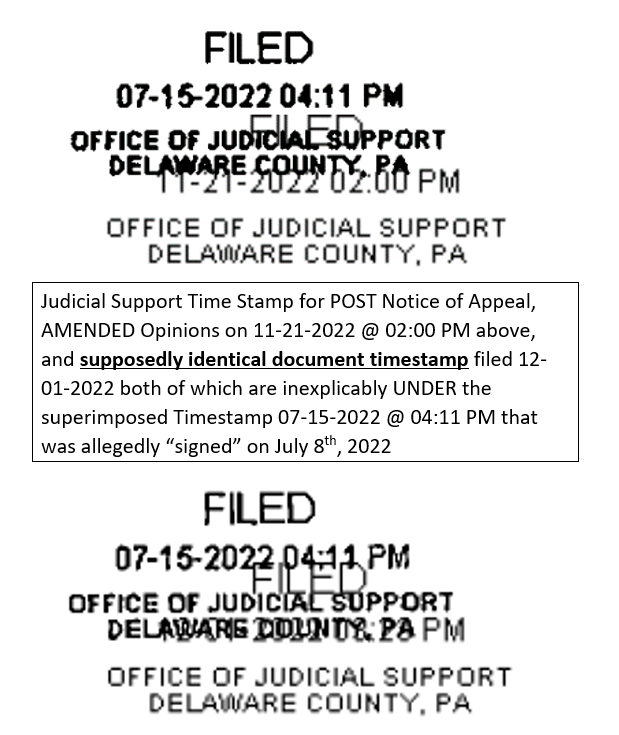 FILED
07-15-2022 04:11 PM
FILED
OFFICE OF JUDICIAL SUPPORT
DELAWARE COUNTY, PA
11-21-2022 02:00 PM
OFFICE OF JUDICIAL SUPPORT
DELAWARE COUNTY, PA
Judicial Support Time Stamp for POST Notice of Appeal,
AMENDED Opinions on 11-21-2022 @ 02:00 PM above,
and supposedly identical document timestamp filed 12-
01-2022 both of which are inexplicably UNDER the
superimposed Timestamp 07-15-2022 @ 04:11 PM that
was allegedly “signed” on July 8th, 2022
FILED
07-15-2022 04:11 PM
FILED
OFFICE OF JUDICIAL SUPPORT
DELAWARE COUNTY, PA
PM
OFFICE OF JUDICIAL SUPPORT
DELAWARE COUNTY, PA